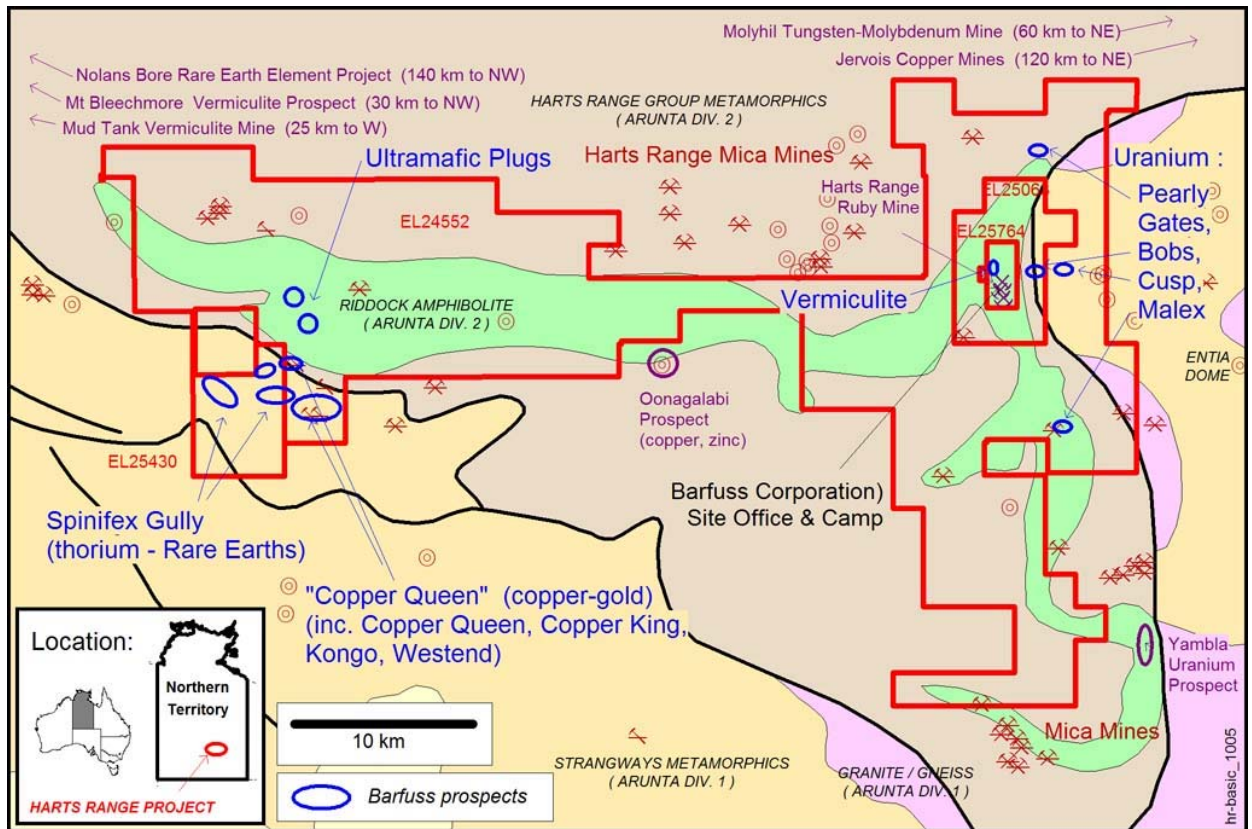 Molyhil Tungsten-Molybdenum Mine (60 km to NE)
Jervois Copper Mines (120 km to NE)
Nolans Bore Rare Earth Element Project (140 km to NW)
Mt Bleechmore Vermiculite Prospect (30 km to NW)
Mud Tank Vermiculite Mine (25 km to W)
HARTS RANGE GROUP METAMORPHICS
( ARUNTA DIV. 2 )
Ultramafic Plugs
Harts Range Mica Mines
Harts Range
Ruby Mine
Uranium :
Pearly
Gates,
Bobs,
Cusp,
Malex
EL24552
EL2506
EL25764
RIDDOCK AMPHIBOLITE
( ARUNTA DIV. 2 )
Vermiculite
ENTIA
DOME
Oonagalabi
Prospect
(copper, zinc)
EL25430
Barfuss Corporation)
Site Office & Camp
Spinifex Gully
(thorium - Rare Earths)
"Copper Queen" (copper-gold)
(inc. Copper Queen, Copper King,
Kongo, Westend)
Yambla
Uranium
Prospect
Mica Mines
Location:
Northern
Territory
HARTS RANGE PROJECT
10 km
Barfuss prospects
STRANGWAYS METAMORPHICS
( ARUNTA DIV. 1 )
GRANITE / GNEISS
( ARUNTA DIV. 1 )
hr-basic_1005